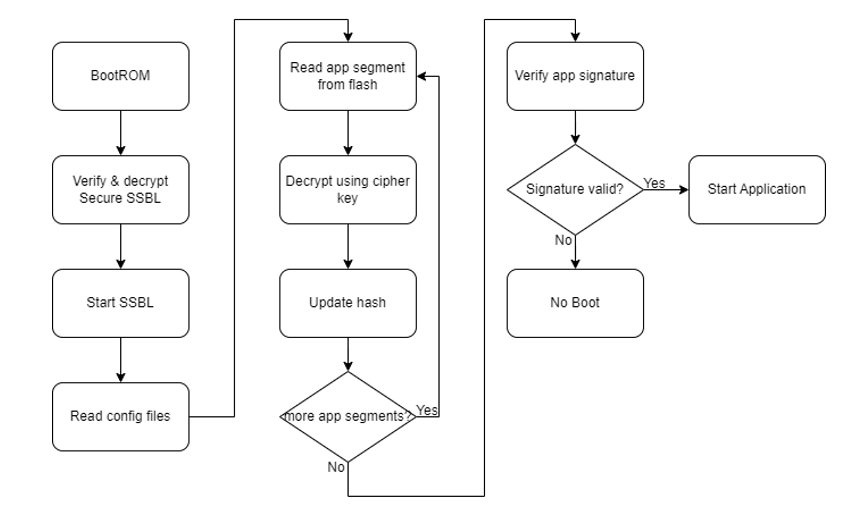 BootROM
Verify & decrypt
Secure SSBL
Start SSBL
Read config files
Read app segment
from flash
Decrypt using cipher
key
Update hash
more app segments?
Yes
No
Verify app signature
Signature valid?
Yes
No
Start Application
No Boot